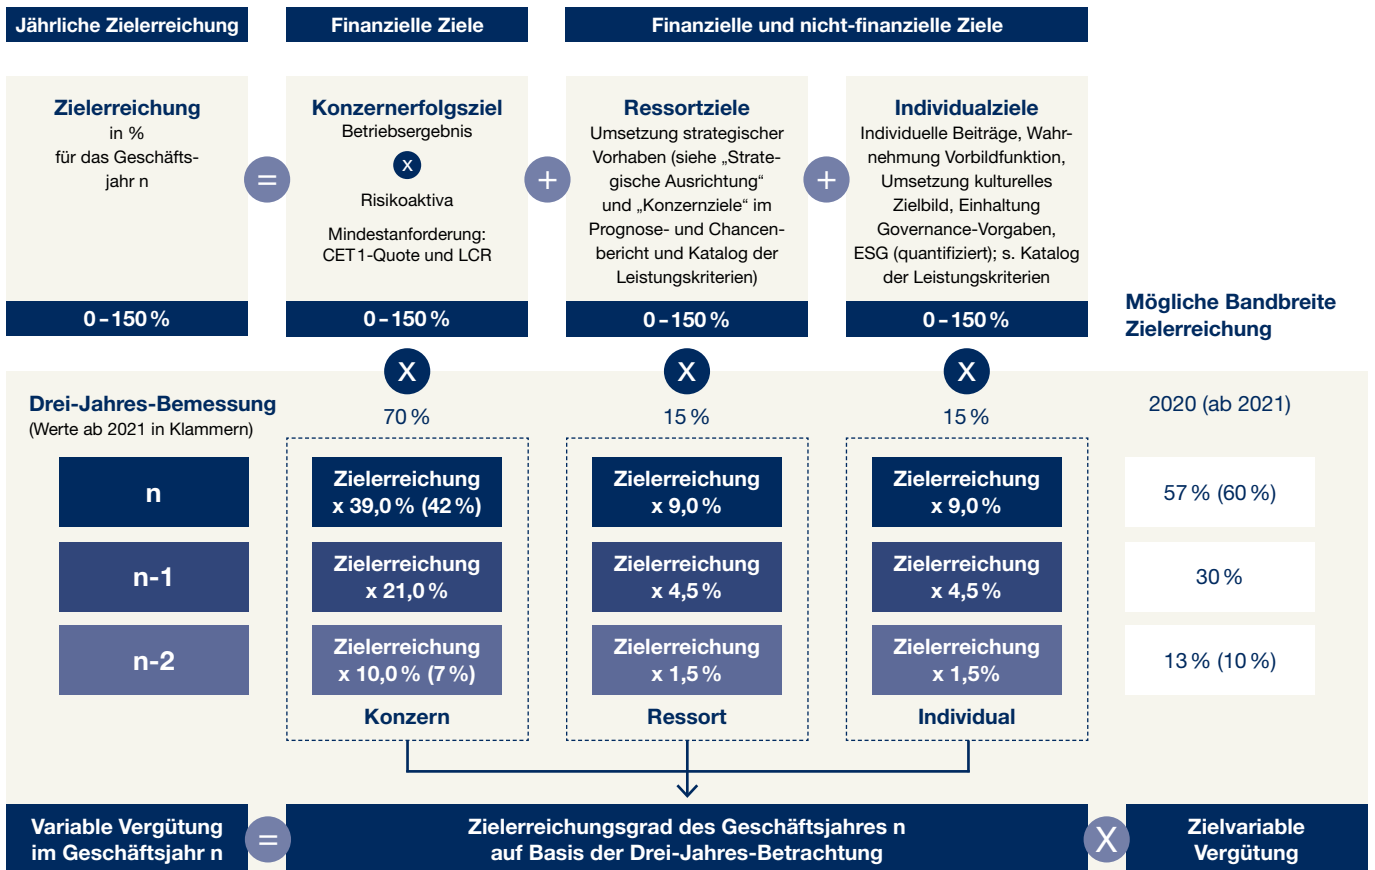 Jährliche Zielerreichung
Finanzielle Ziele
Finanzielle und nicht-finanzielle Ziele
Zielerreichung
in %
für das Geschäfts-
jahr n
0 – 150 %
=
Konzernerfolgsziel
Betriebsergebnis
x
Risikoaktiva
Mindestanforderung:
CET1-Quote und LCR
0 – 150 %
+
Ressortziele
Umsetzung strategischer
Vorhaben (siehe „Strate-
gische Ausrichtung“
und „Konzernziele“ im
Prognose- und Chancen-
bericht und Katalog der
Leistungskriterien)
0 – 150 %
+
Individualziele
Individuelle Beiträge, Wahr-
nehmung Vorbildfunktion,
Umsetzung kulturelles
Zielbild, Einhaltung
Governance-Vorgaben,
ESG (quantifiziert); s. Katalog
der Leistungskriterien
0 – 150 %
Mögliche Bandbreite
Zielerreichung
X
X
X
Drei-Jahres-Bemessung
(Werte ab 2021 in Klammern)
70 %
15 %
15 %
2020 (ab 2021)
n
Zielerreichung
x 39,0 % (42 %)
Zielerreichung
x 9,0 %
Zielerreichung
x 9,0 %
57 % (60 %)
n-1
Zielerreichung
x 21,0 %
Zielerreichung
x 4,5 %
Zielerreichung
x 4,5 %
30 %
n-2
Zielerreichung
x 10,0 % (7 %)
Zielerreichung
x 1,5 %
Zielerreichung
x 1,5%
13 % (10 %)
Konzern
Ressort
Individual
Variable Vergütung
im Geschäftsjahr n
=
Zielerreichungsgrad des Geschäftsjahres n
auf Basis der Drei-Jahres-Betrachtung
X
Zielvariable
Vergütung